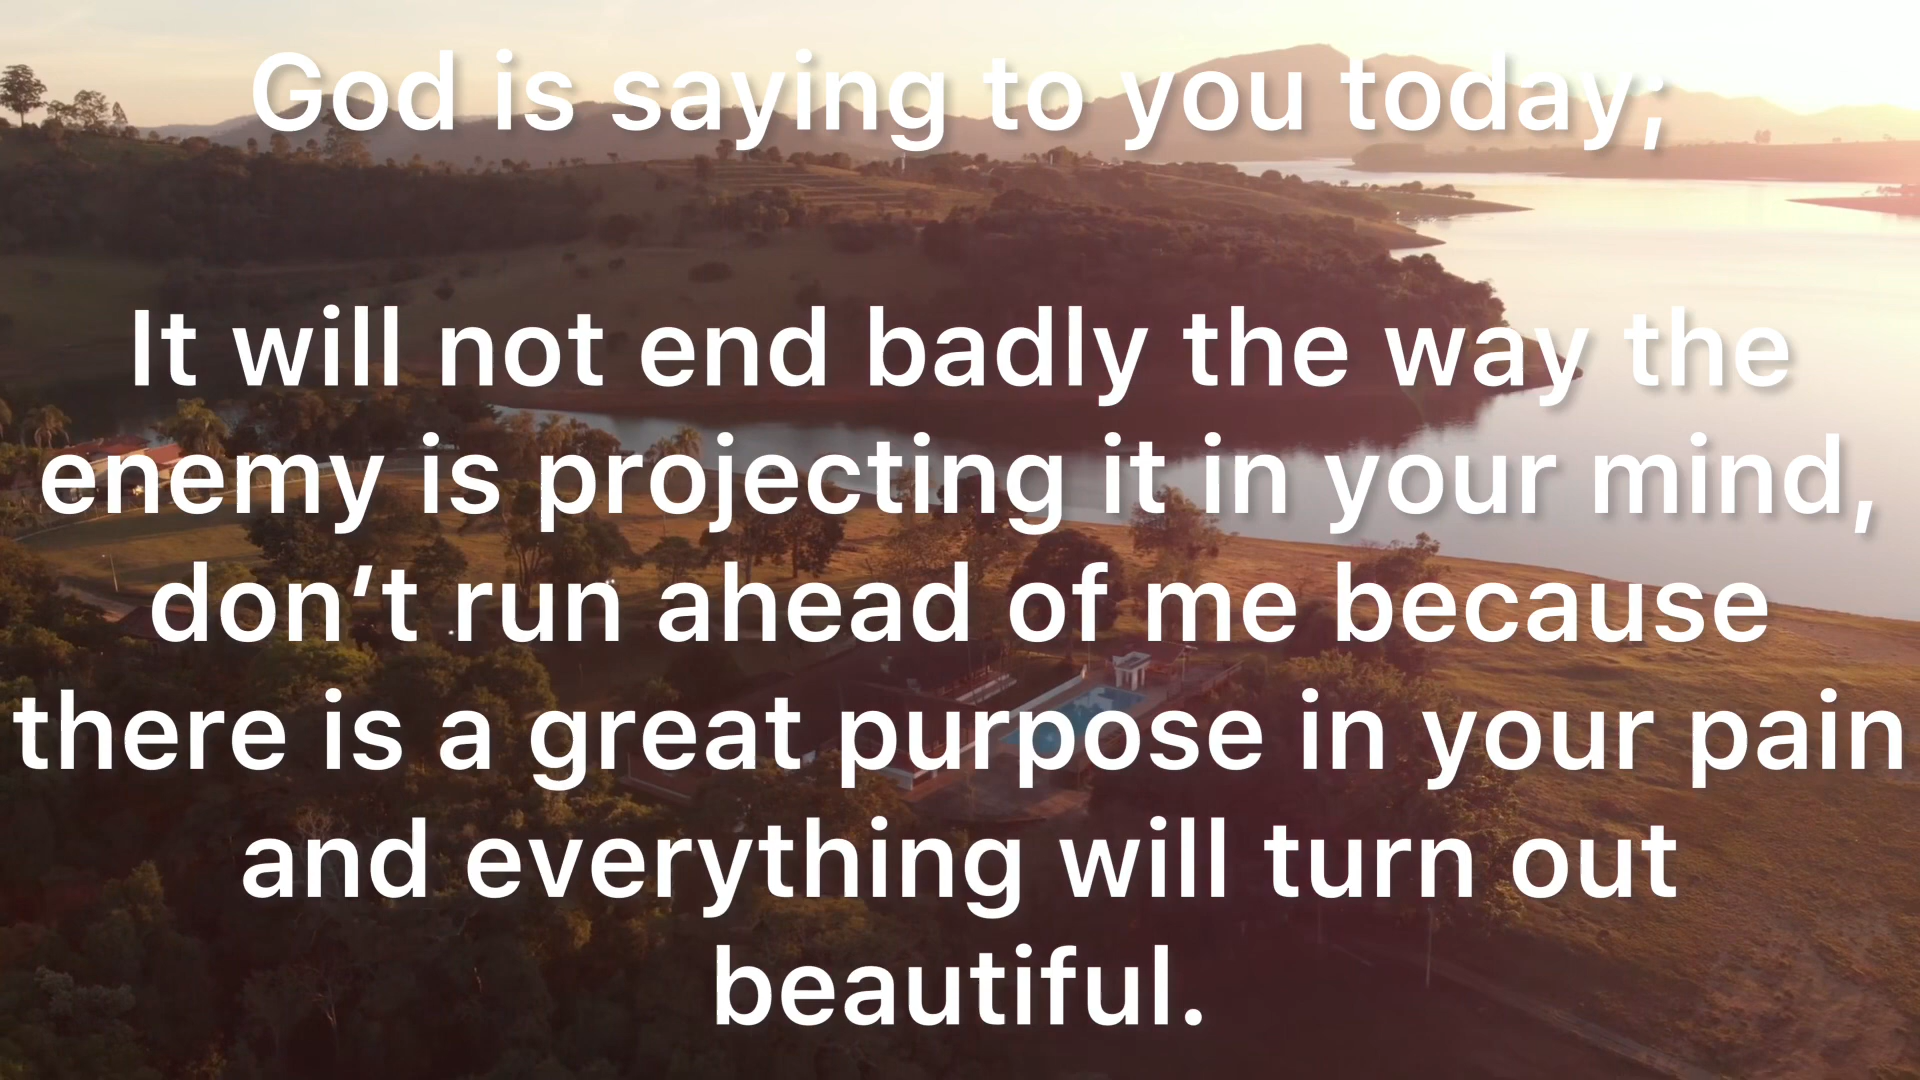 God is saying to you today;
It will not end badly the way the
enemy is projecting it in your mind,
don’t run ahead of me because
there is a great purpose in your pain
and everything will turn out
beautiful.